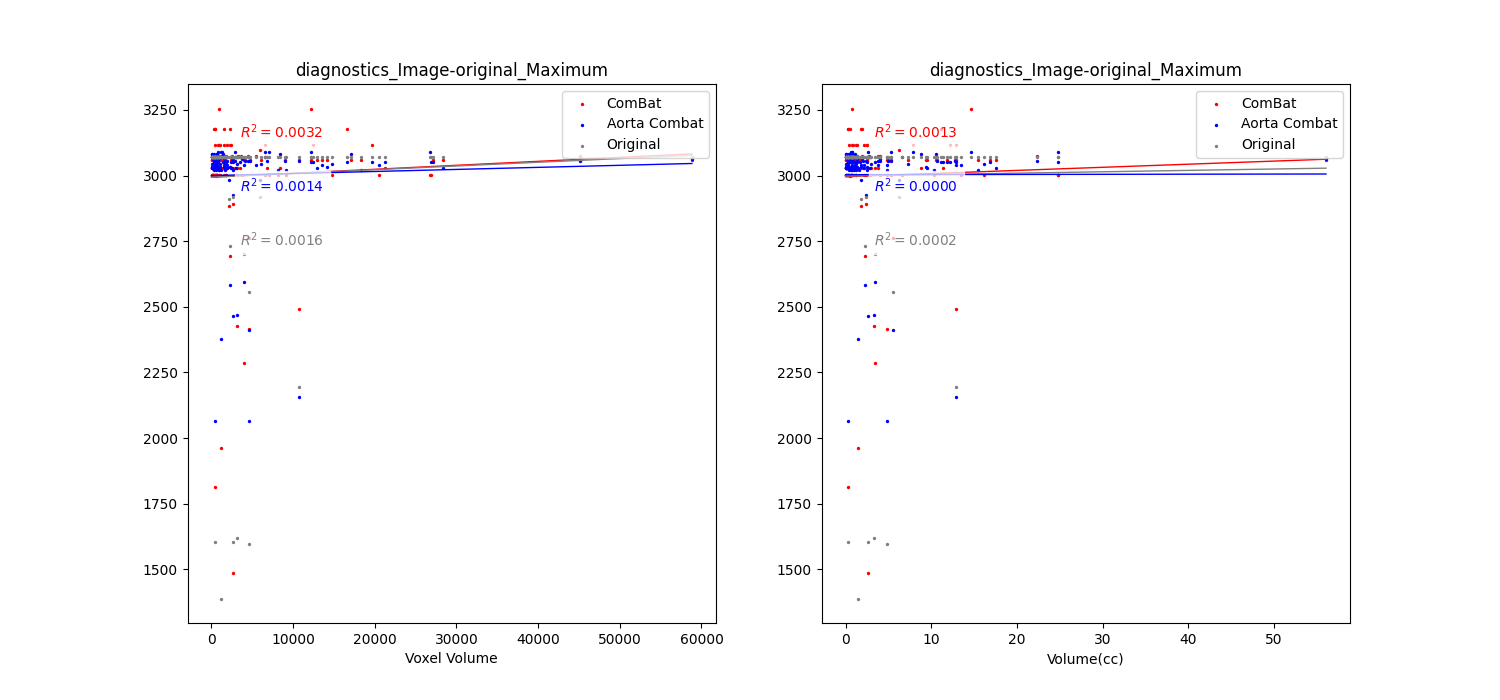 diagnostics_Image-original_Maximum
3250
3000
2750
2500
2250
2000
1750
1500
R² = 0.0032
R² = 0.0014
R² = 0.0016
ComBat
Aorta Combat
Original
0
10000
20000
30000
40000
50000
60000
Voxel Volume
diagnostics_Image-original_Maximum
3250
3000
2750
2500
2250
2000
1750
1500
R² = 0.0013
R² = 0.0000
R² = 0.0002
ComBat
Aorta Combat
Original
0
10
20
30
40
50
Volume(cc)